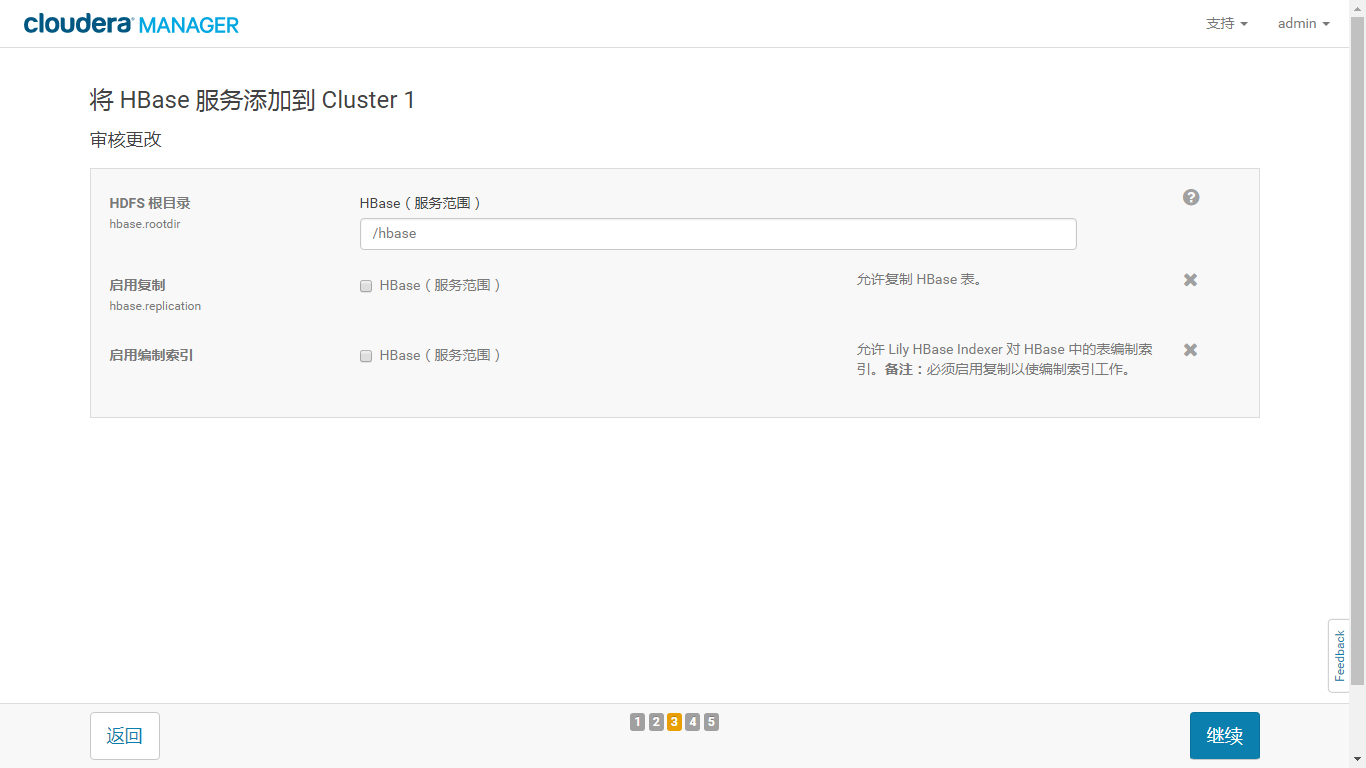 cloudera MANAGER
支持 admin
将 HBase 服务添加到 Cluster 1
审核更改
HDFS 根目录
hbase.rootdir
HBase（服务范围）
/hbase
启用复制
hbase.replication
HBase（服务范围）
允许复制 HBase 表。
启用编制索引
HBase（服务范围）
允许 Lily HBase Indexer 对 HBase 中的表编制索
引。备注：必须启用复制以使编制索引工作。
Feedback
返回
1 2 3 4 5
继续